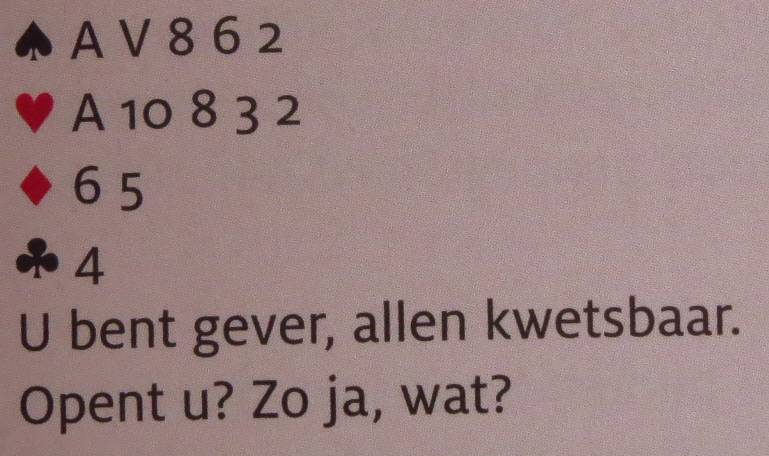 ♠ A V 8 6 2
♥ A 10 8 3 2
♦ 6 5
♣ 4
U bent gever, allen kwetsbaar.
Opent u? Zo ja, wat?